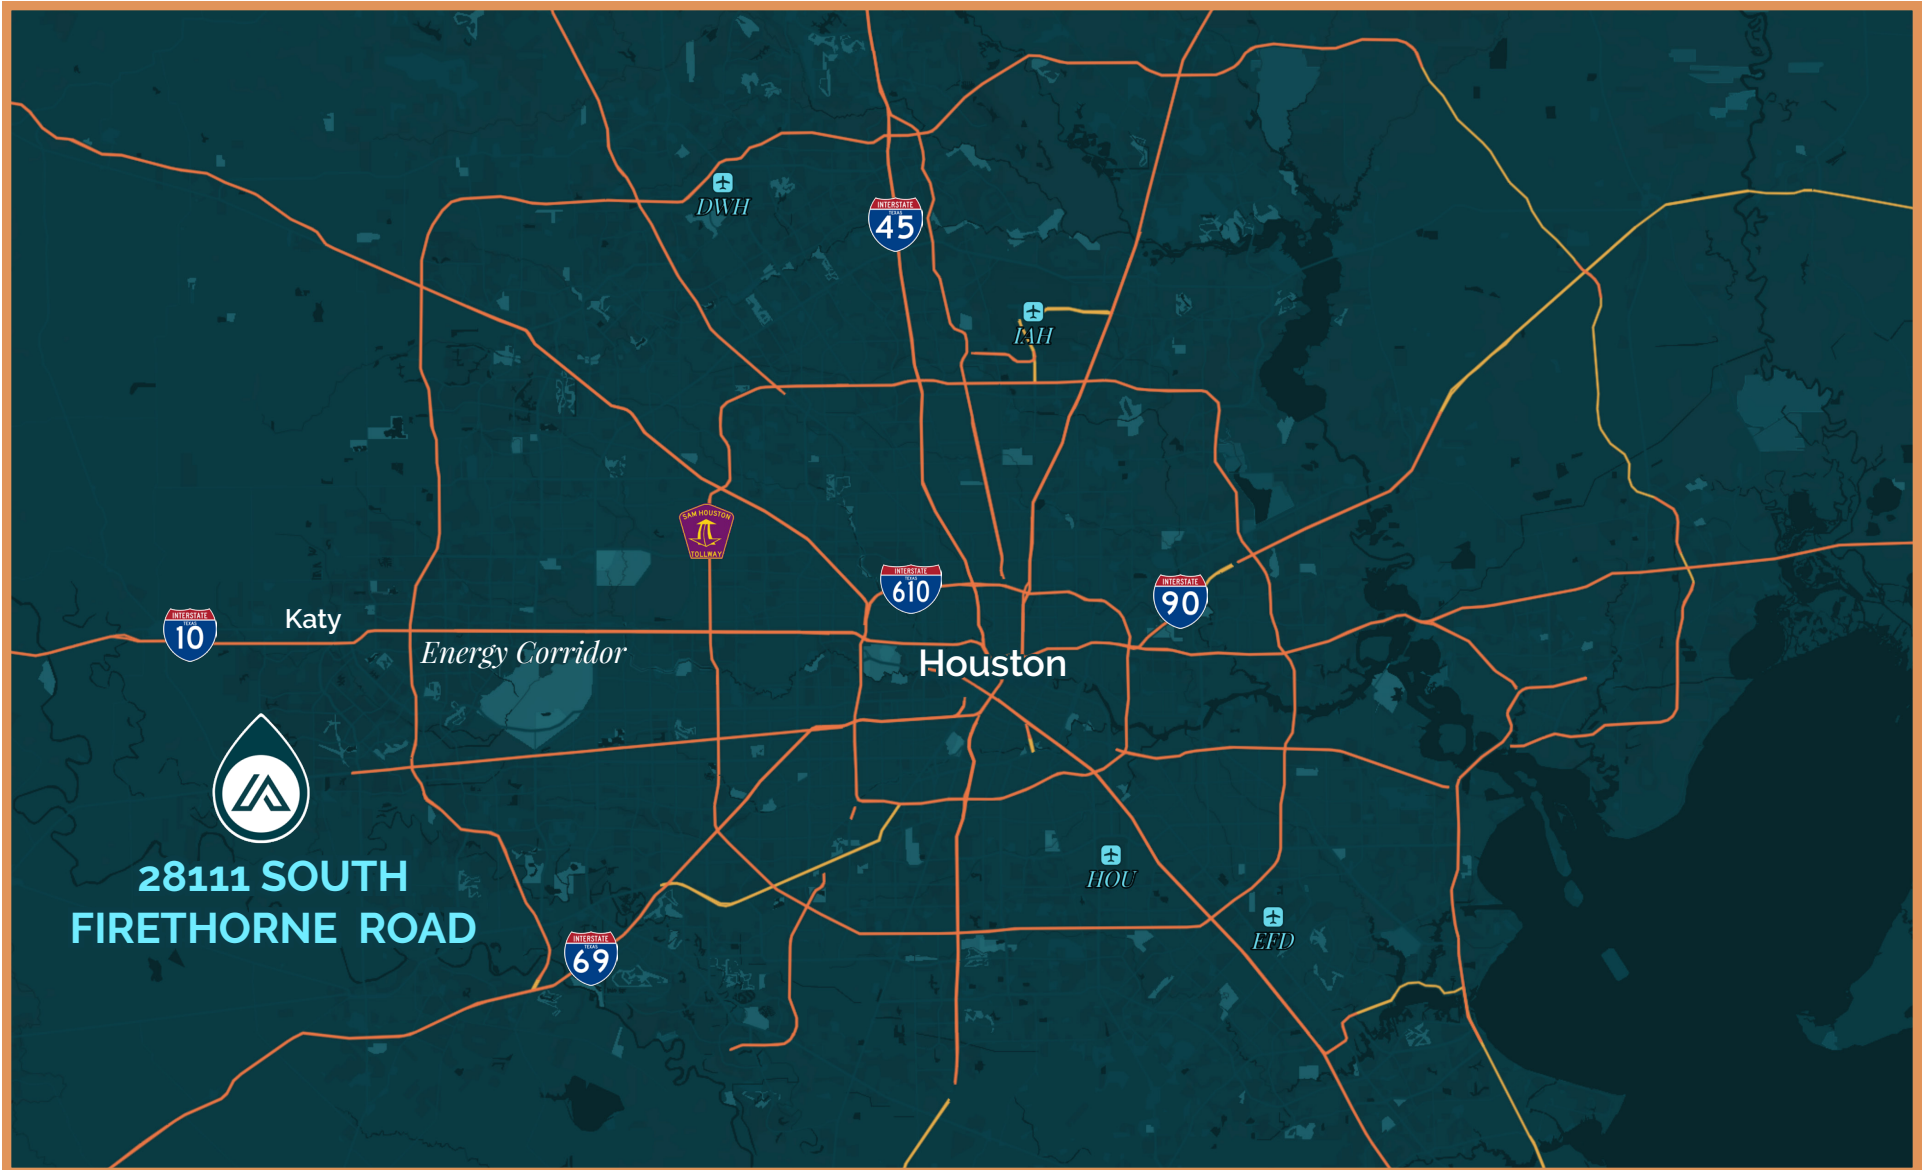 DWH
INTERSTATE
TEXAS
45
IAH
SAM HOUSTON
TOLLWAY
INTERSTATE
TEXAS
610
INTERSTATE
TEXAS
90
INTERSTATE
TEXAS
10
Katy
Energy Corridor
Houston
28111 SOUTH
FIRETHORNE ROAD
HOU
EFD
INTERSTATE
TEXAS
69